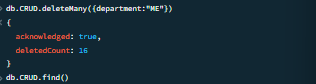 db.CRUD.deleteMany({department:"ME"})
{
acknowledged: true,
deletedCount: 16
}
db.CRUD.find()